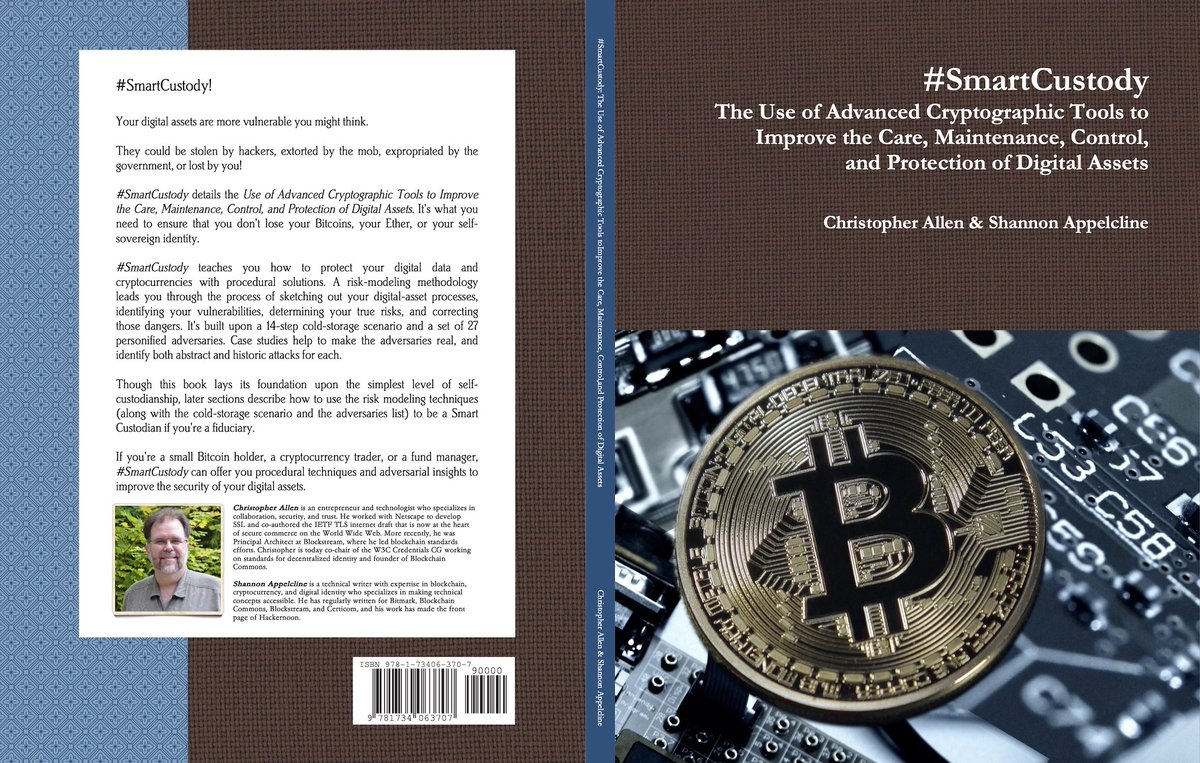 #SmartCustody!
Your digital assets are more vulnerable you might think.
They could be stolen by hackers, extorted by the mob, expropriated by the
government, or lost by you!
#SmartCustody details the Use of Advanced Cryptographic Tools to Improve
the Care, Maintenance, Control, and Protection of Digital Assets. It's what you
need to ensure that you don't lose your Bitcoins, your Ether, or your self-
sovereign identity.
#SmartCustody teaches you how to protect your digital data and
cryptocurrencies with procedural solutions. A risk-modeling methodology
leads you through the process of sketching out your digital-asset processes,
identifying your vulnerabilities, determining your true risks, and correcting
those dangers. It's built upon a 14-step cold-storage scenario and a set of 27
personified adversaries. Case studies help to make the adversaries real, and
identify both abstract and historic attacks for each.
Though this book lays its foundation upon the simplest level of self-
custodianship, later sections describe how to use the risk modeling techniques
(along with the cold-storage scenario and the adversaries list) to be a Smart
Custodian if you're a fiduciary.
If you're a small Bitcoin holder, a cryptocurrency trader, or a fund manager,
#SmartCustody can offer you procedural techniques and adversarial insights to
improve the security of your digital assets.
Christopher Allen is an entrepreneur and technologist who specializes in
collaboration, security, and trust. He worked with Netscape to develop
SSL and co-authored the IETF TLS internet draft that is now at the heart
of secure commerce on the World Wide Web. More recently, he was
Principal Architect at Blockstream, where he led blockchain standards
efforts. Christopher is today co-chair of the W3C Credentials CG working
on standards for decentralized identity and founder of Blockchain
Commons.
Shannon Appelcline is a technical writer with expertise in blockchain,
cryptocurrency, and digital identity who specializes in making technical
concepts accessible. He has regularly written for Bitmark, Blockchain
Commons, Blockstream, and Certicom, and his work has made the front
page of Hackernoon.
ISBN 978-1-73406-370-7
90000
9 781734 063707
#SmartCustody: The Use of Advanced Cryptographic Tools to Improve the Care, Maintenance, Control,and Protection of Digital Assets
Christopher Allen & Shannon Appelcline
#SmartCustody
The Use of Advanced Cryptographic Tools to
Improve the Care, Maintenance, Control,
and Protection of Digital Assets
Christopher Allen & Shannon Appelcline